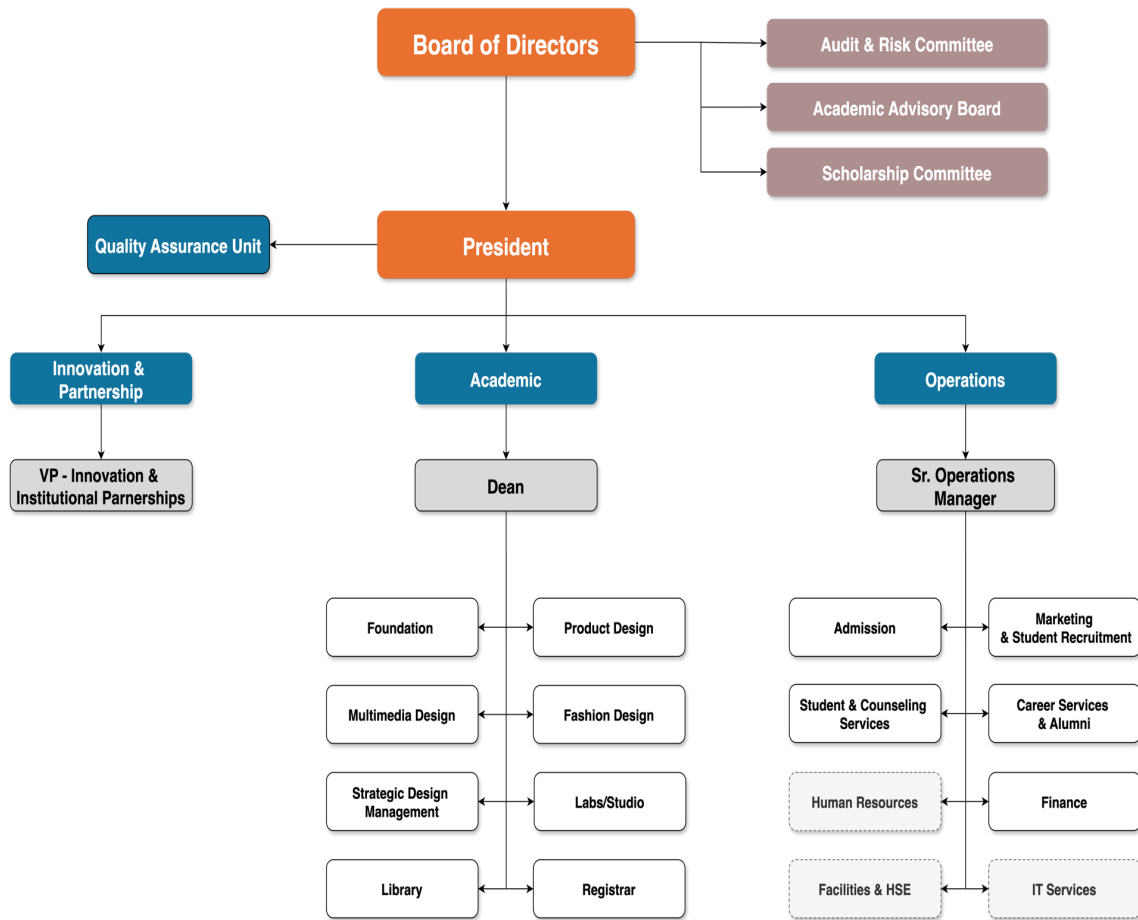 Board of Directors
Audit & Risk Committee
Academic Advisory Board
Scholarship Committee
Quality Assurance Unit
President
Innovation &
Partnership
Academic
Operations
VP - Innovation &
Institutional Parnerships
Dean
Sr. Operations
Manager
Foundation
Product Design
Admission
Marketing
& Student Recruitment
Multimedia Design
Fashion Design
Student & Counseling
Services
Career Services
& Alumni
Strategic Design
Management
Labs/Studio
Human Resources
Finance
Library
Registrar
Facilities & HSE
IT Services